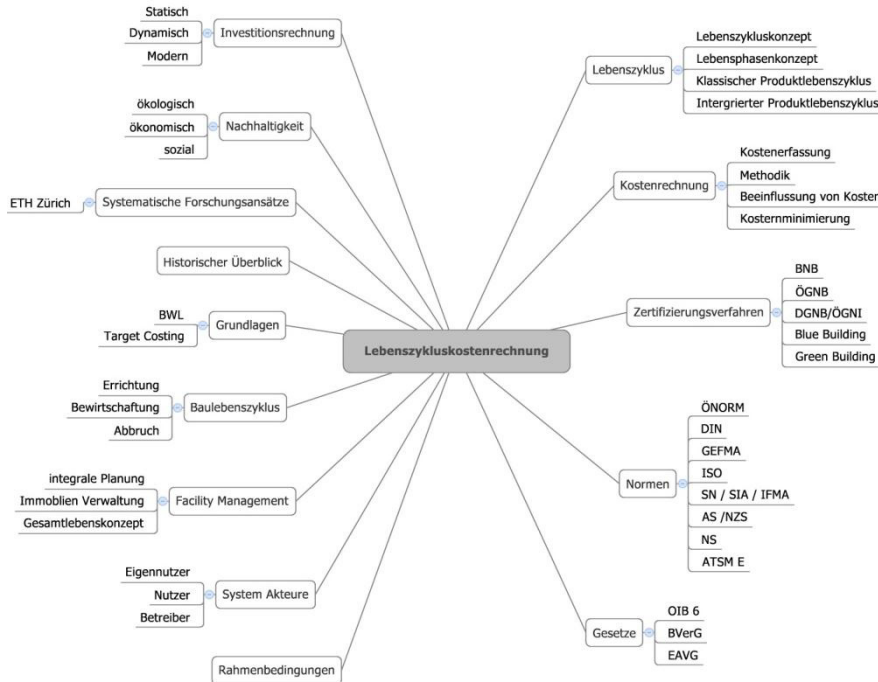 Lebenszykluskostenrechnung
Investitionsrechnung
Statisch
Dynamisch
Modern
Nachhaltigkeit
ökologisch
ökonomisch
sozial
Systematische Forschungsansätze
ETH Zürich
Historischer Überblick
Grundlagen
BWL
Target Costing
Baulebenszyklus
Errichtung
Bewirtschaftung
Abbruch
Facility Management
integrale Planung
Immoblien Verwaltung
Gesamtlebenskonzept
System Akteure
Eigennutzer
Nutzer
Betreiber
Rahmenbedingungen
Lebenszyklus
Lebenszykluskonzept
Lebensphasenkonzept
Klassischer Produktlebenszyklus
Intergrierter Produktlebenszyklus
Kostenrechnung
Kostenerfassung
Methodik
Beeinflussung von Kosten
Kosternminimierung
Zertifizierungsverfahren
BNB
ÖGNB
DGNB/ÖGNI
Blue Building
Green Building
Normen
ÖNORM
DIN
GEFMA
ISO
SN / SIA / IFMA
AS /NZS
NS
ATSM E
Gesetze
OIB 6
BVerG
EAVG